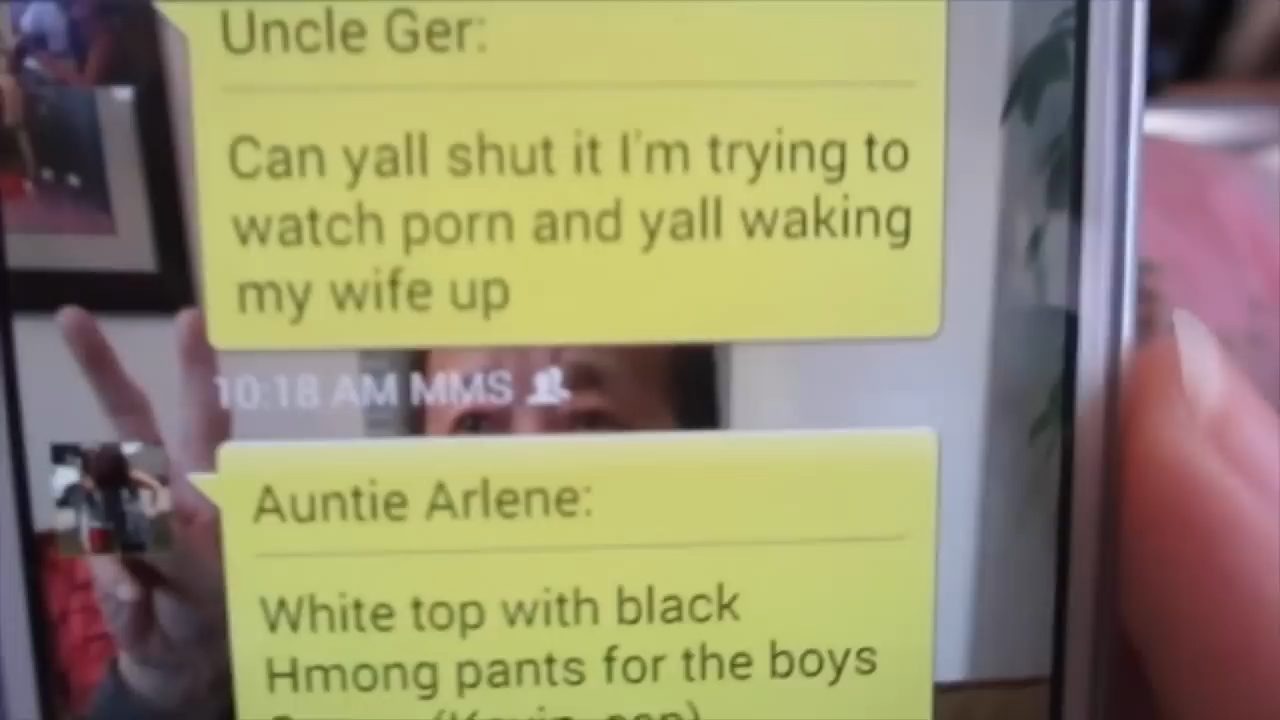 Uncle Ger:
Can yall shut it I'm trying to
watch porn and yall waking
my wife up
10:18 AM MMS
Auntie Arlene:
White top with black
Hmong pants for the boys